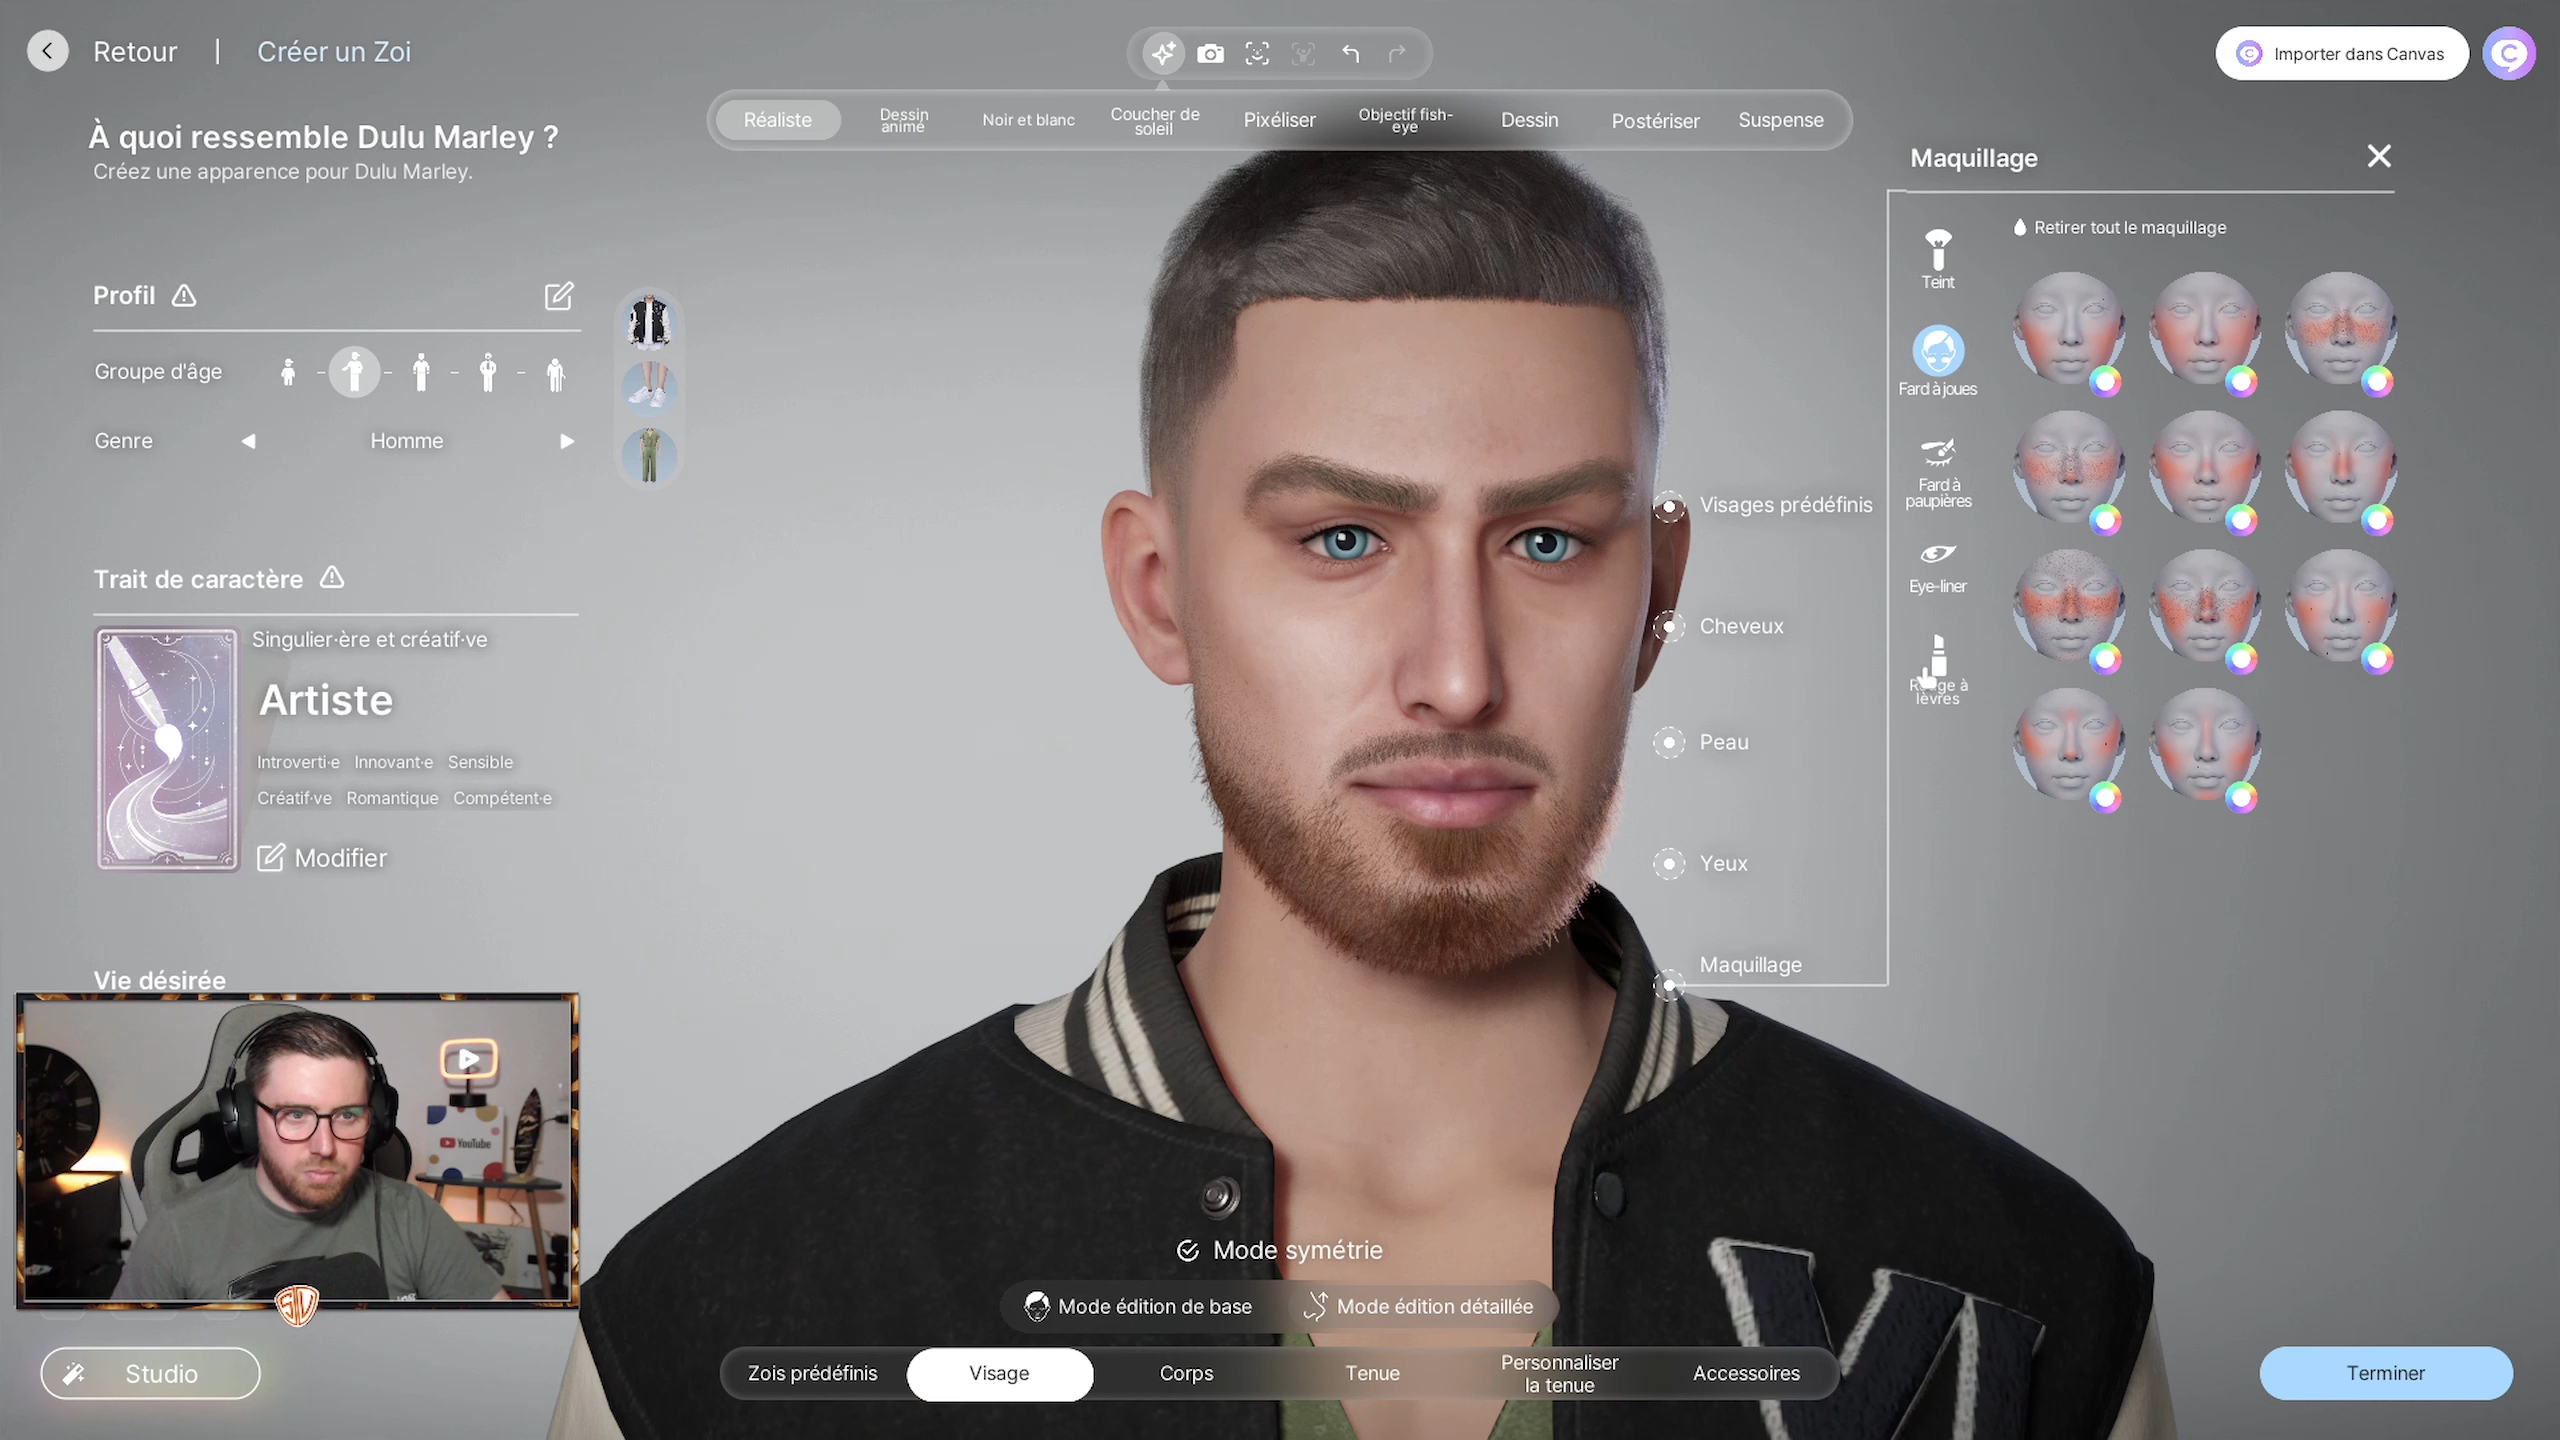 Retour | Créer un Zoi
Importer dans Canvas
Réaliste
Dessin
animé
Noir et blanc
Coucher de
soleil
Pixéliser
Objectif fish-
eye
Dessin
Postériser
Suspense
À quoi ressemble Dulu Marley ?
Créez une apparence pour Dulu Marley.
Profil
Groupe d'âge
Genre
Homme
Trait de caractère
Singulier·ère et créatif·ve
Artiste
Introverti·e Innovant·e Sensible
Créatif·ve Romantique Compétent·e
Modifier
Vie désirée
YouTube
Studio
Visages prédéfinis
Cheveux
Peau
Yeux
Maquillage
Maquillage
Retirer tout le maquillage
Teint
Fard à joues
Fard à
paupières
Eye-liner
Rouge à
lèvres
Mode symétrie
Mode édition de base
Mode édition détaillée
Zois prédéfinis
Visage
Corps
Tenue
Personnaliser
la tenue
Accessoires
Terminer